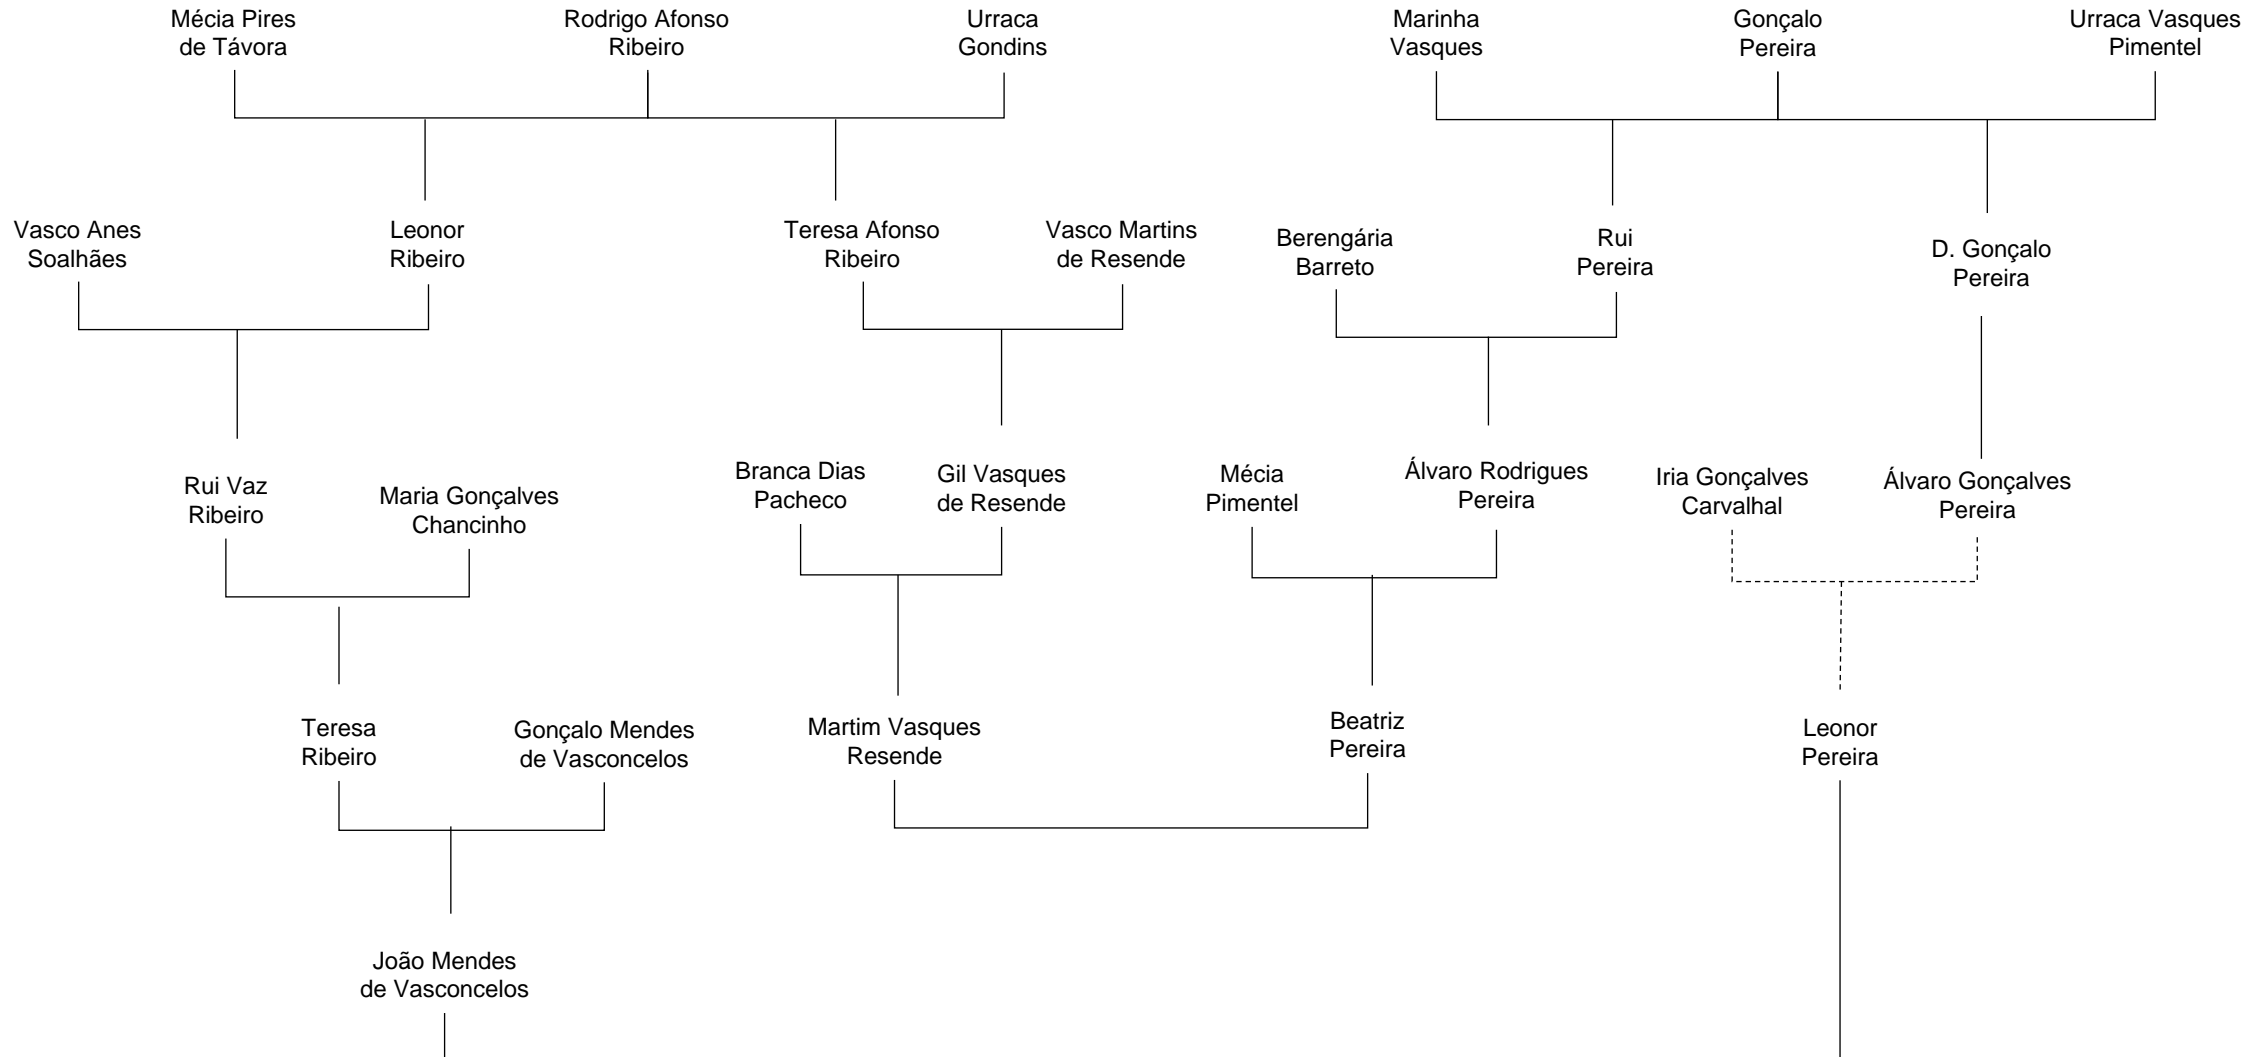 Mécia Pires
de Távora
Rodrigo Afonso
Ribeiro
Urraca
Gondins
Marinha
Vasques
Gonçalo
Pereira
Urraca Vasques
Pimentel
Vasco Anes
Soalhães
Leonor
Ribeiro
Teresa Afonso
Ribeiro
Vasco Martins
de Resende
Berengária
Barreto
Rui
Pereira
D. Gonçalo
Pereira
Rui Vaz
Ribeiro
Maria Gonçalves
Chancinho
Branca Dias
Pacheco
Gil Vasques
de Resende
Mécia
Pimentel
Álvaro Rodrigues
Pereira
Iria Gonçalves
Carvalhal
Álvaro Gonçalves
Pereira
Teresa
Ribeiro
Gonçalo Mendes
de Vasconcelos
Martim Vasques
Resende
Beatriz
Pereira
Leonor
Pereira
João Mendes
de Vasconcelos